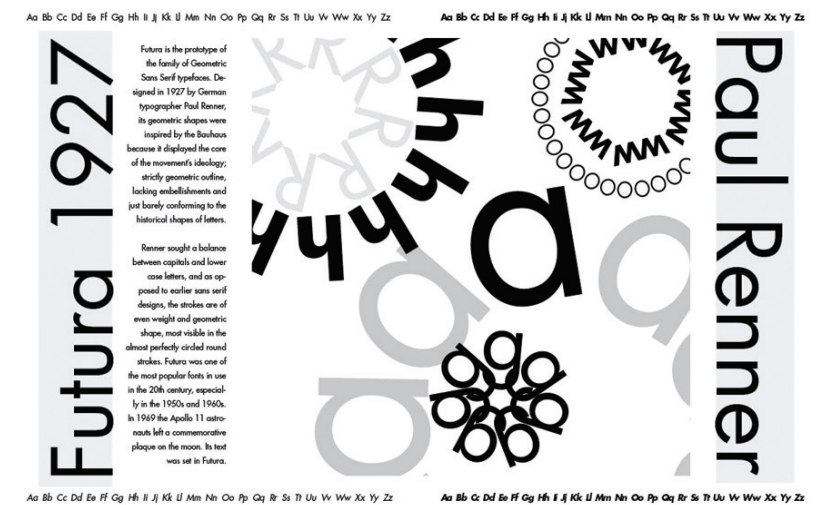 Aa Bb Cc Dd Ee Ff Gg Hh Ii Jj Kk Ll Mm Nn Oo Pp Qq Rr Ss Tt Uu Vv Ww Xx Yy Zz
Aa Bb Cc Dd Ee Ff Gg Hh Ii Jj Kk Ll Mm Nn Oo Pp Qq Rr Ss Tt Uu Vv Ww Xx Yy Zz
Futura 1927
Futura is the prototype of
the family of Geometric
Sans Serif typefaces. De-
signed in 1927 by German
typographer Paul Renner,
its geometric shapes were
inspired by the Bauhaus
because it displayed the core
of the movement's ideology;
strictly geometric outline,
lacking embellishments and
just barely conforming to the
historical shapes of letters.
Renner sought a balance
between capitals and lower
case letters, and as op-
posed to earlier sans serif
designs, the strokes are of
even weight and geometric
shape, most visible in the
almost perfectly circled round
strokes. Futura was one of
the most popular fonts in use
in the 20th century, especial-
ly in the 1950s and 1960s.
In 1969 the Apollo 11 astro-
nauts left a commemorative
plaque on the moon. Its text
was set in Futura.
a
Paul Renner
Aa Bb Cc Dd Ee Ff Gg Hh Ii Jj Kk Ll Mm Nn Oo Pp Qq Rr Ss Tt Uu Vv Ww Xx Yy Zz
Aa Bb Cc Dd Ee Ff Gg Hh Ii Jj Kk Ll Mm Nn Oo Pp Qq Rr Ss Tt Uu Vv Ww Xx Yy Zz